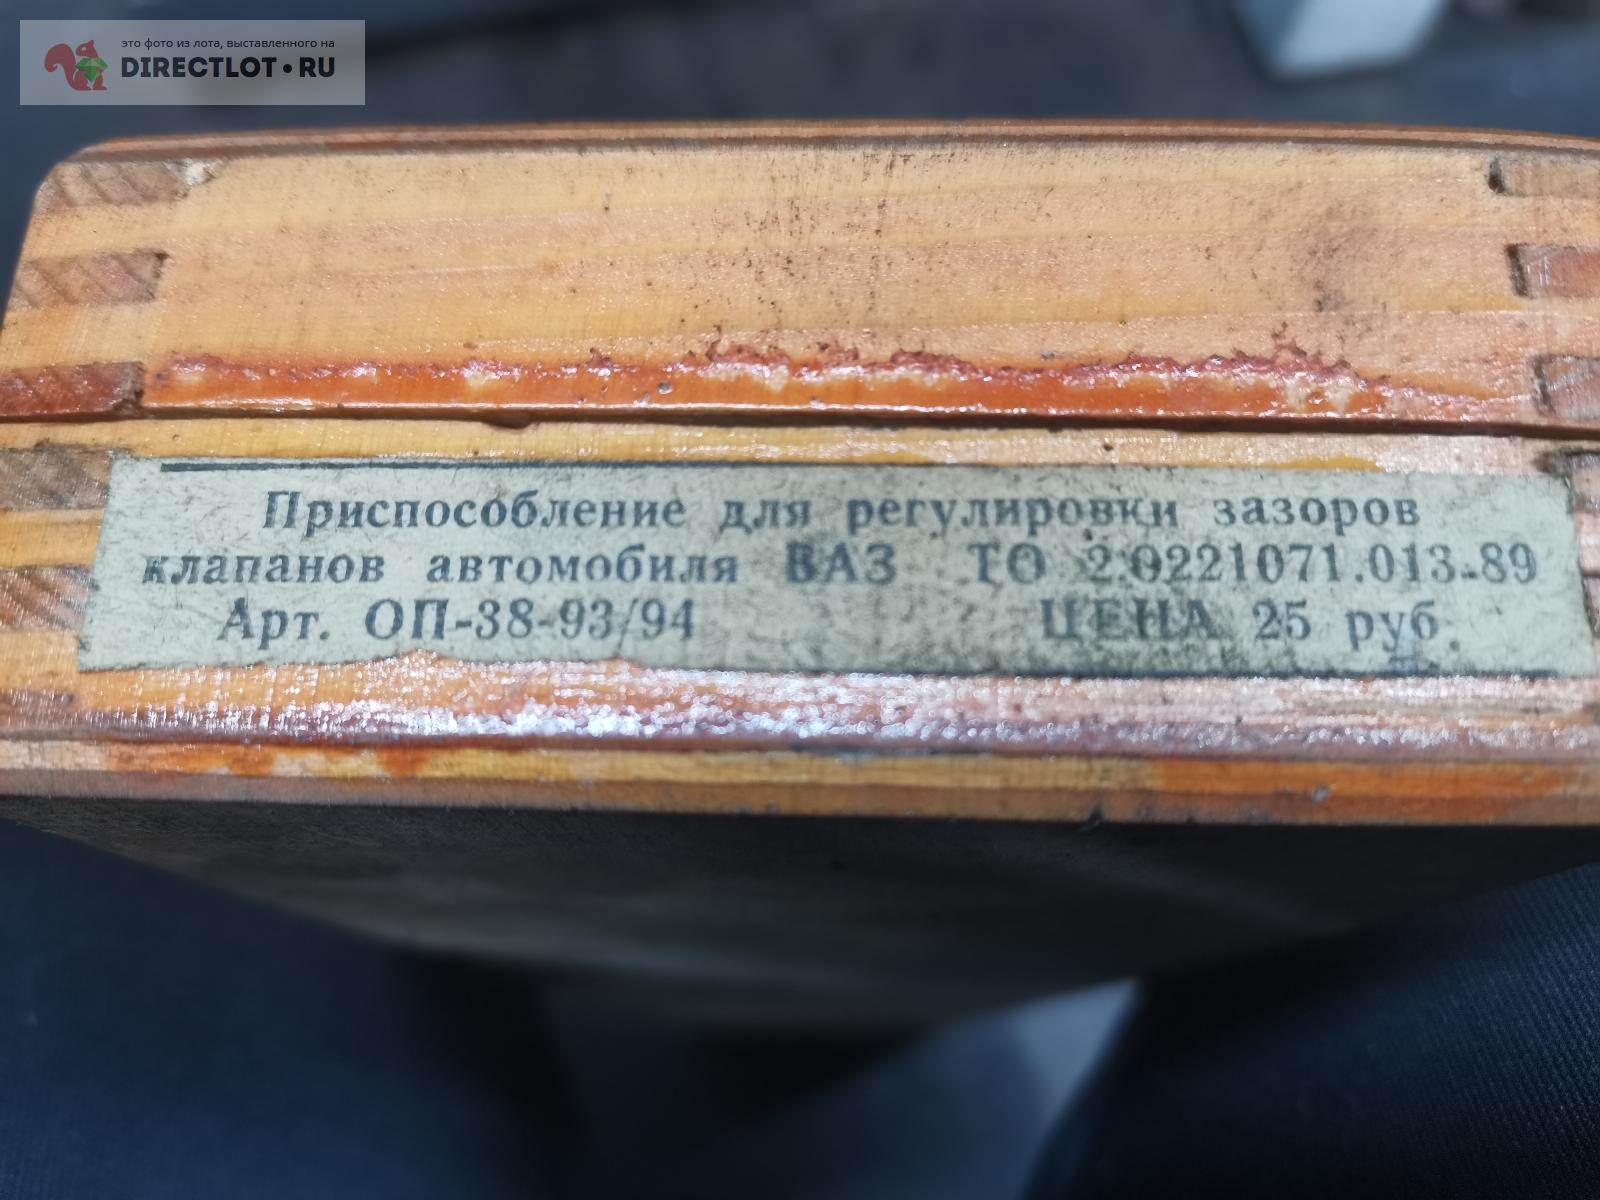 это фото из лота, выставленного на
DIRECTLOT•RU
Приспособление для регулировки зазоров
клапанов автомобиля ВАЗ ТО 2.0221071.013-89
Арт. ОП-38-93/94 ЦЕНА 25 руб.